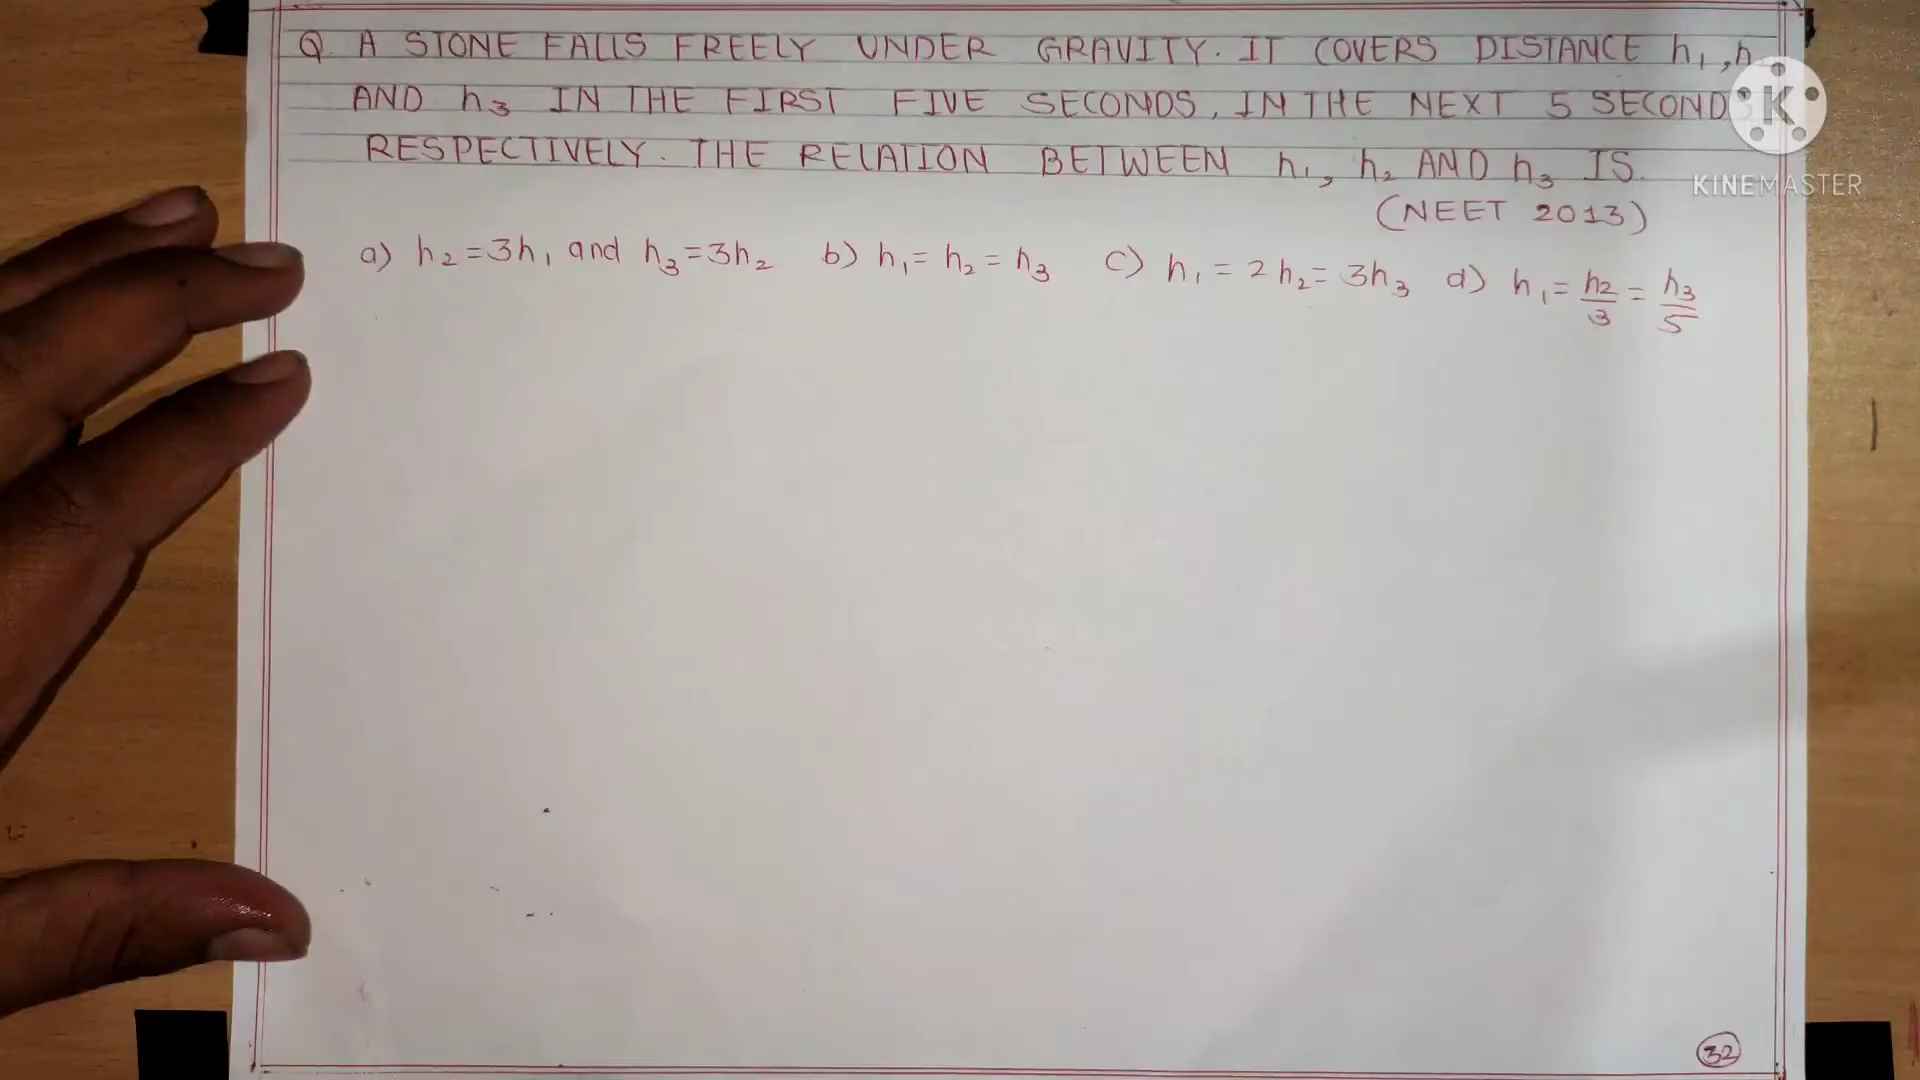 Q. A STONE FALLS FREELY UNDER GRAVITY. IT COVERS DISTANCE h₁, h
AND h₃ IN THE FIRST FIVE SECONDS, IN THE NEXT 5 SECOND
RESPECTIVELY. THE RELATION BETWEEN h₁, h₂ AND h₃ IS.
(NEET 2013)
a) h₂=3h₁ and h₃=3h₂ b) h₁=h₂=h₃ c) h₁=2h₂=3h₃ d) h₁=h₂/3=h₃/5
32
K
KINEMASTER